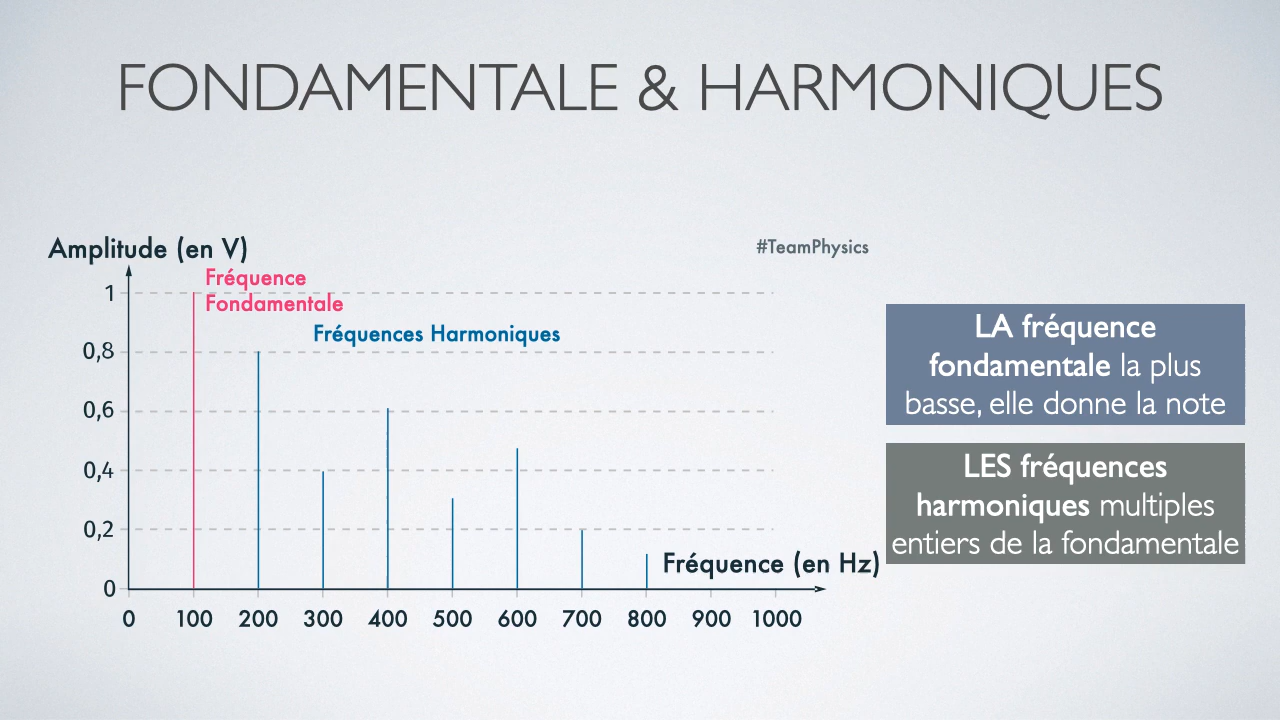 FONDAMENTALE & HARMONIQUES
Amplitude (en V)
#TeamPhysics
Fréquence
Fondamentale
Fréquences Harmoniques
1
0,8
0,6
0,4
0,2
0
Fréquence (en Hz)
0 100 200 300 400 500 600 700 800 900 1000
LA fréquence
fondamentale la plus
basse, elle donne la note
LES fréquences
harmoniques multiples
entiers de la fondamentale